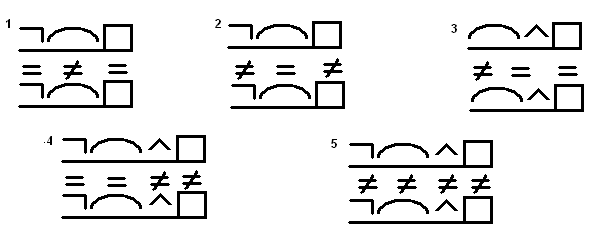 1
¬ ⌒ □
= ≠ =
¬ ⌒ □
2
¬ ⌒ □
≠ = ≠
¬ ⌒ □
3
⌒ ^ □
≠ = =
⌒ ^ □
.4
¬ ⌒ ^ □
= = ≠ ≠
¬ ⌒ ^ □
5
¬ ⌒ ^ □
≠ ≠ ≠ ≠
¬ ⌒ ^ □